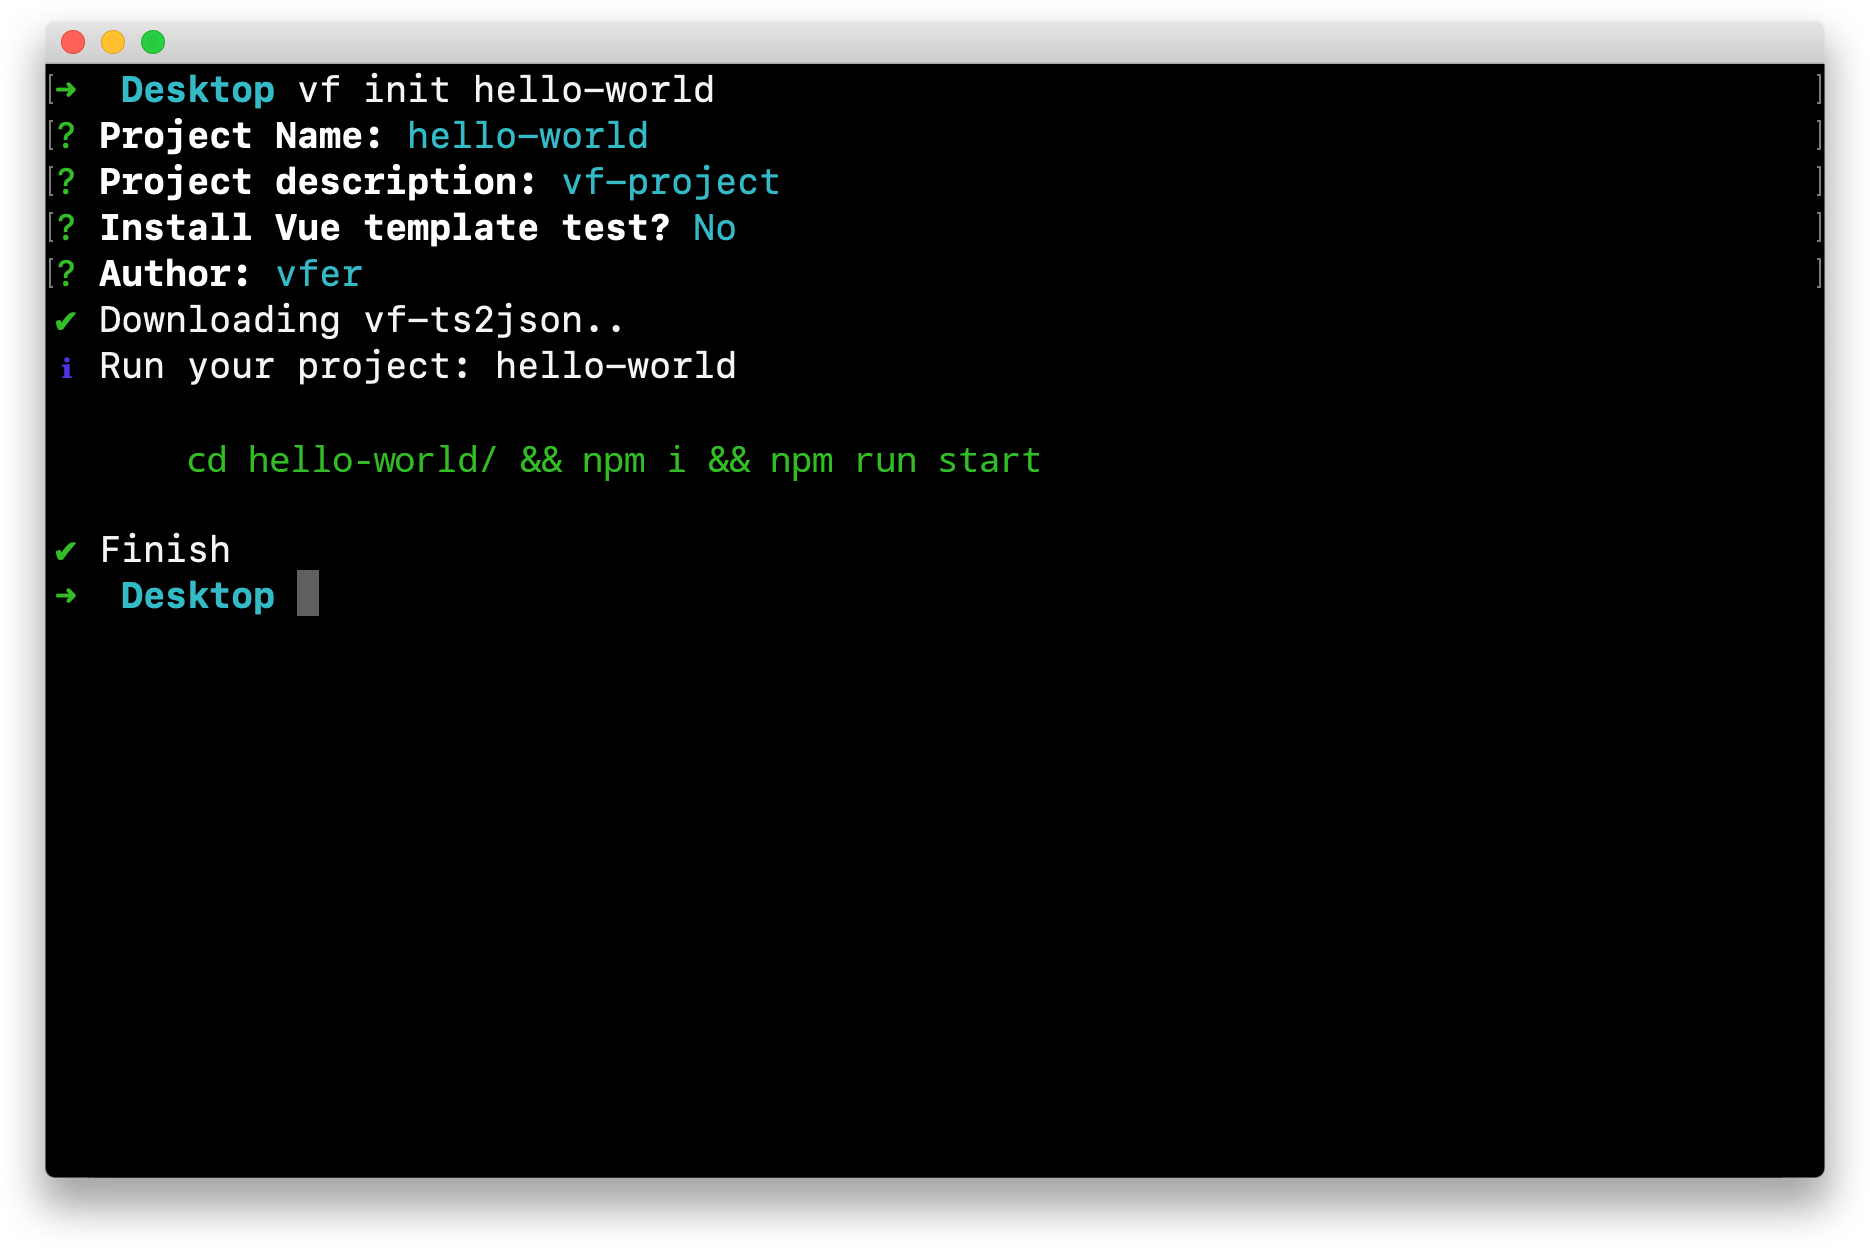 [→  Desktop vf init hello-world ]
[? Project Name: hello-world ]
[? Project description: vf-project ]
[? Install Vue template test? No ]
[? Author: vfer ]
✔ Downloading vf-ts2json..
ℹ Run your project: hello-world
cd hello-world/ && npm i && npm run start
✔ Finish
→  Desktop